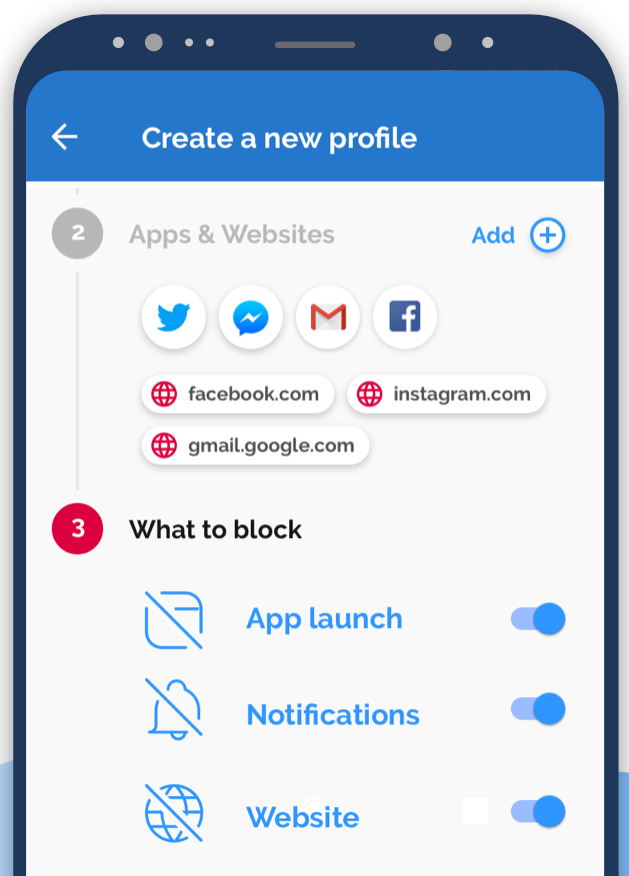 Create a new profile
2 Apps & Websites Add
facebook.com instagram.com
gmail.google.com
3 What to block
App launch
Notifications
Website